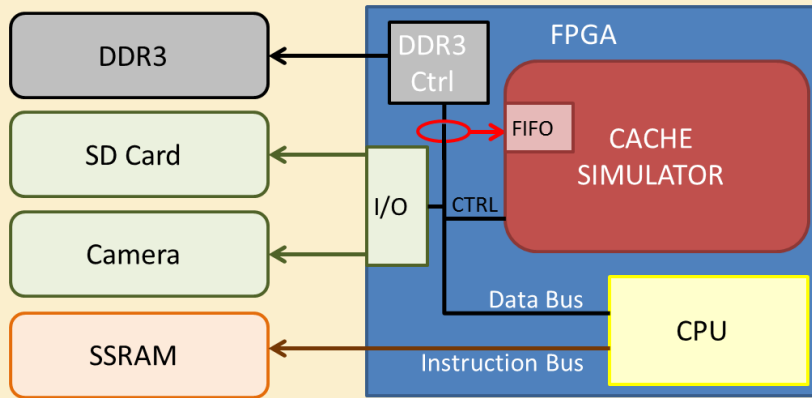 DDR3
SD Card
Camera
SSRAM
FPGA
DDR3
Ctrl
FIFO
CACHE
SIMULATOR
I/O
CTRL
Data Bus
CPU
Instruction Bus